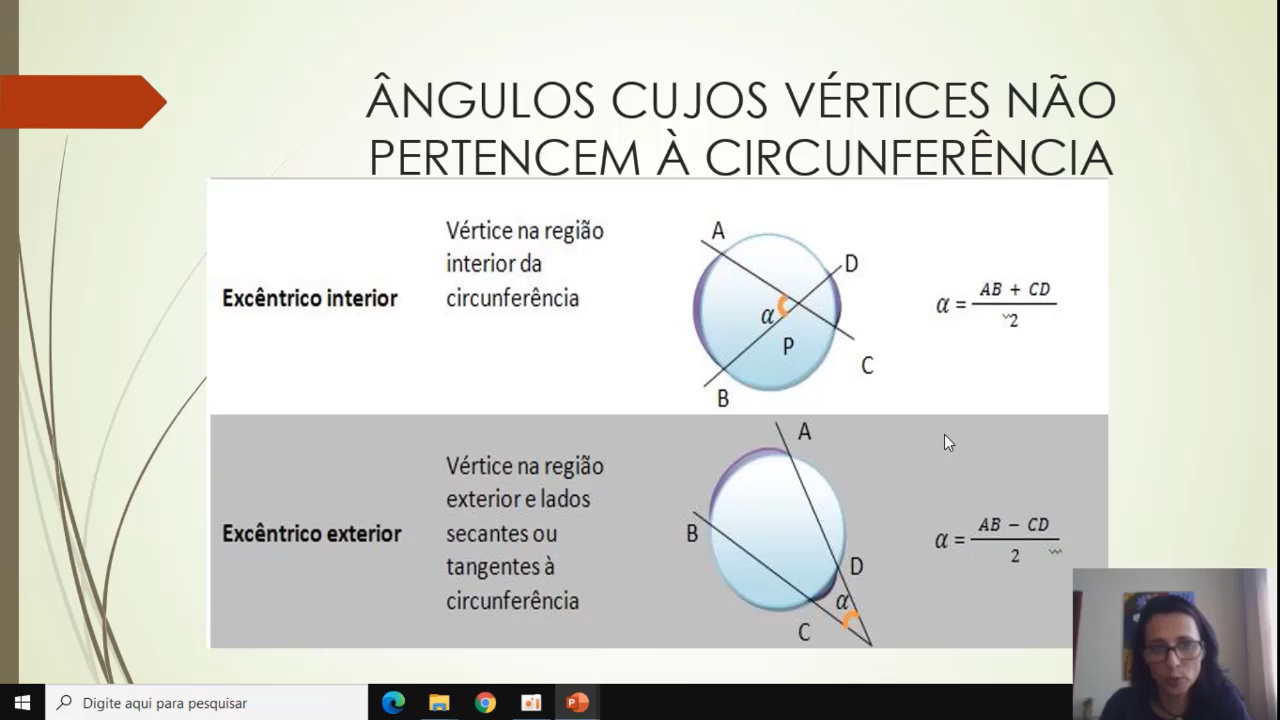 ÂNGULOS CUJOS VÉRTICES NÃO
PERTENCEM À CIRCUNFERÊNCIA
Excêntrico interior
Vértice na região
interior da
circunferência
A
D
α
P
C
B
α = AB + CD
2
Excêntrico exterior
Vértice na região
exterior e lados
secantes ou
tangentes à
circunferência
A
B
D
α
C
α = AB − CD
2
Digite aqui para pesquisar